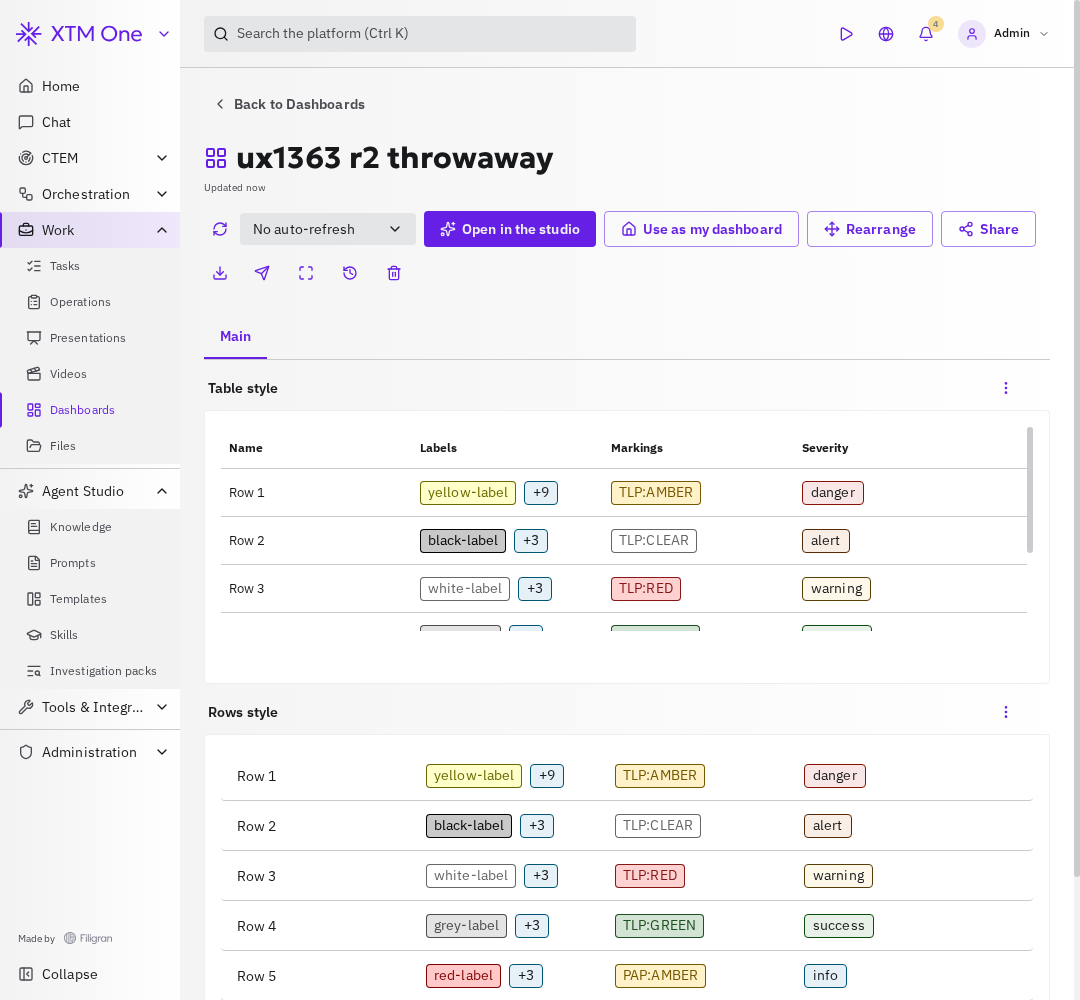 XTM One
Search the platform (Ctrl K)
4
Admin
Home
Chat
CTEM
Orchestration
Work
Tasks
Operations
Presentations
Videos
Dashboards
Files
Agent Studio
Knowledge
Prompts
Templates
Skills
Investigation packs
Tools & Integr...
Administration
Made by Filigran
Collapse
Back to Dashboards
ux1363 r2 throwaway
Updated now
No auto-refresh Open in the studio Use as my dashboard Rearrange Share
Main
Table style
Name Labels Markings Severity
Row 1 yellow-label +9 TLP:AMBER danger
Row 2 black-label +3 TLP:CLEAR alert
Row 3 white-label +3 TLP:RED warning
Rows style
Row 1 yellow-label +9 TLP:AMBER danger
Row 2 black-label +3 TLP:CLEAR alert
Row 3 white-label +3 TLP:RED warning
Row 4 grey-label +3 TLP:GREEN success
Row 5 red-label +3 PAP:AMBER info